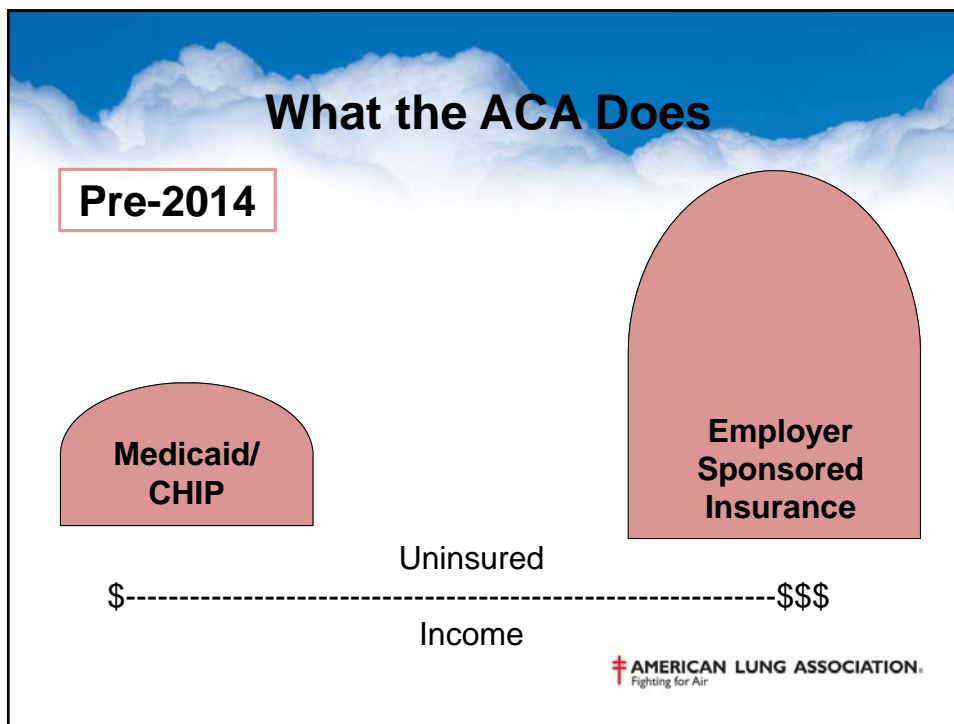 What the ACA Does
Pre-2014
Medicaid/
CHIP
Employer
Sponsored
Insurance
Uninsured
$-------------------------------------------------------------$$$
Income
AMERICAN LUNG ASSOCIATION®
Fighting for Air